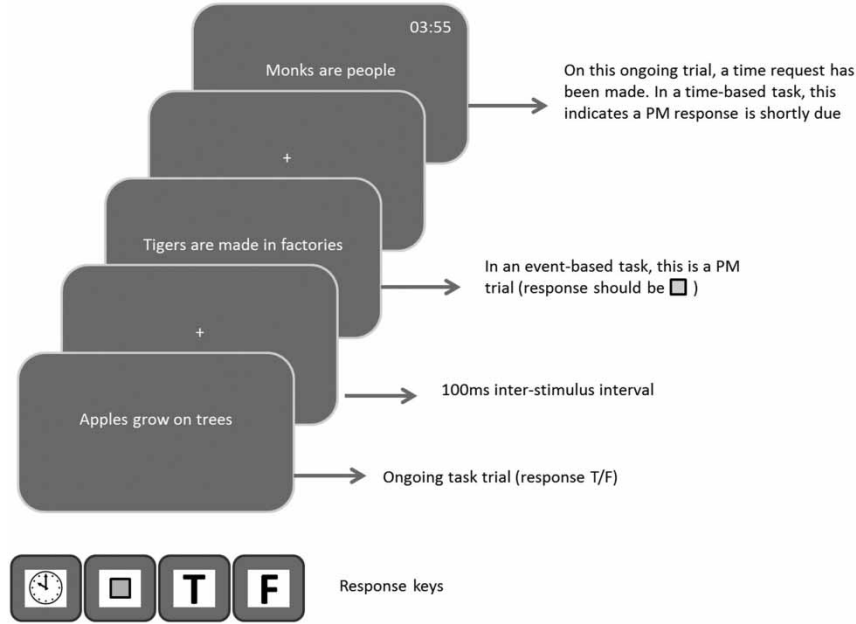 03:55
Monks are people
On this ongoing trial, a time request has
been made. In a time-based task, this
indicates a PM response is shortly due
+
Tigers are made in factories
In an event-based task, this is a PM
trial (response should be )
+
100ms inter-stimulus interval
Apples grow on trees
Ongoing task trial (response T/F)
T F Response keys